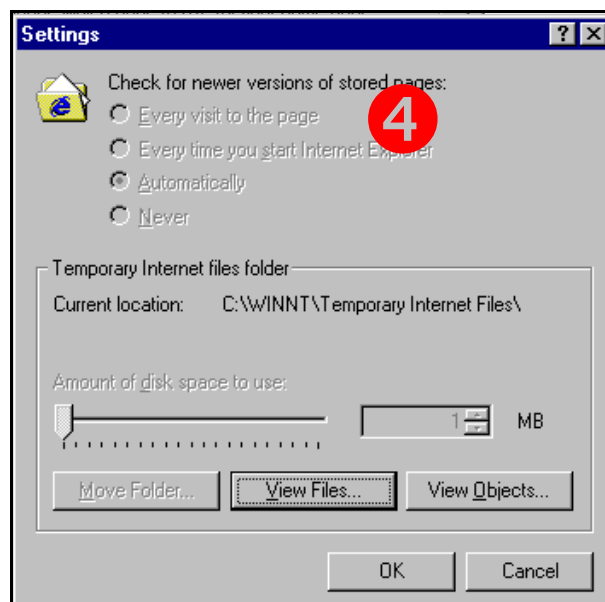 Settings
Check for newer versions of stored pages:
4
Every visit to the page
Every time you start Internet Explorer
Automatically
Never
Temporary Internet files folder
Current location: C:\WINNT\Temporary Internet Files\
Amount of disk space to use:
1 MB
Move Folder... View Files... View Objects...
OK Cancel